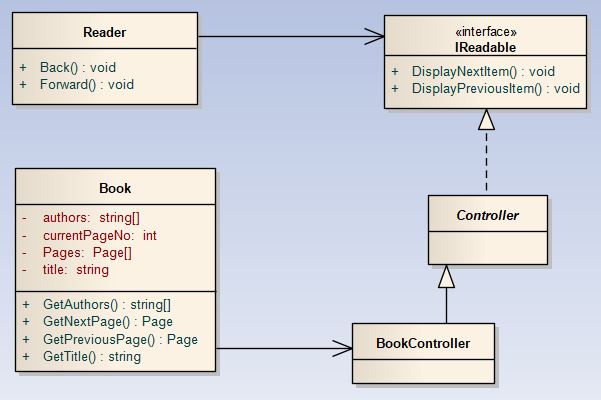 Reader
+ Back() : void
+ Forward() : void
«interface»
IReadable
+ DisplayNextItem() : void
+ DisplayPreviousItem() : void
Book
- authors: string[]
- currentPageNo: int
- Pages: Page[]
- title: string
+ GetAuthors() : string[]
+ GetNextPage() : Page
+ GetPreviousPage() : Page
+ GetTitle() : string
Controller
BookController